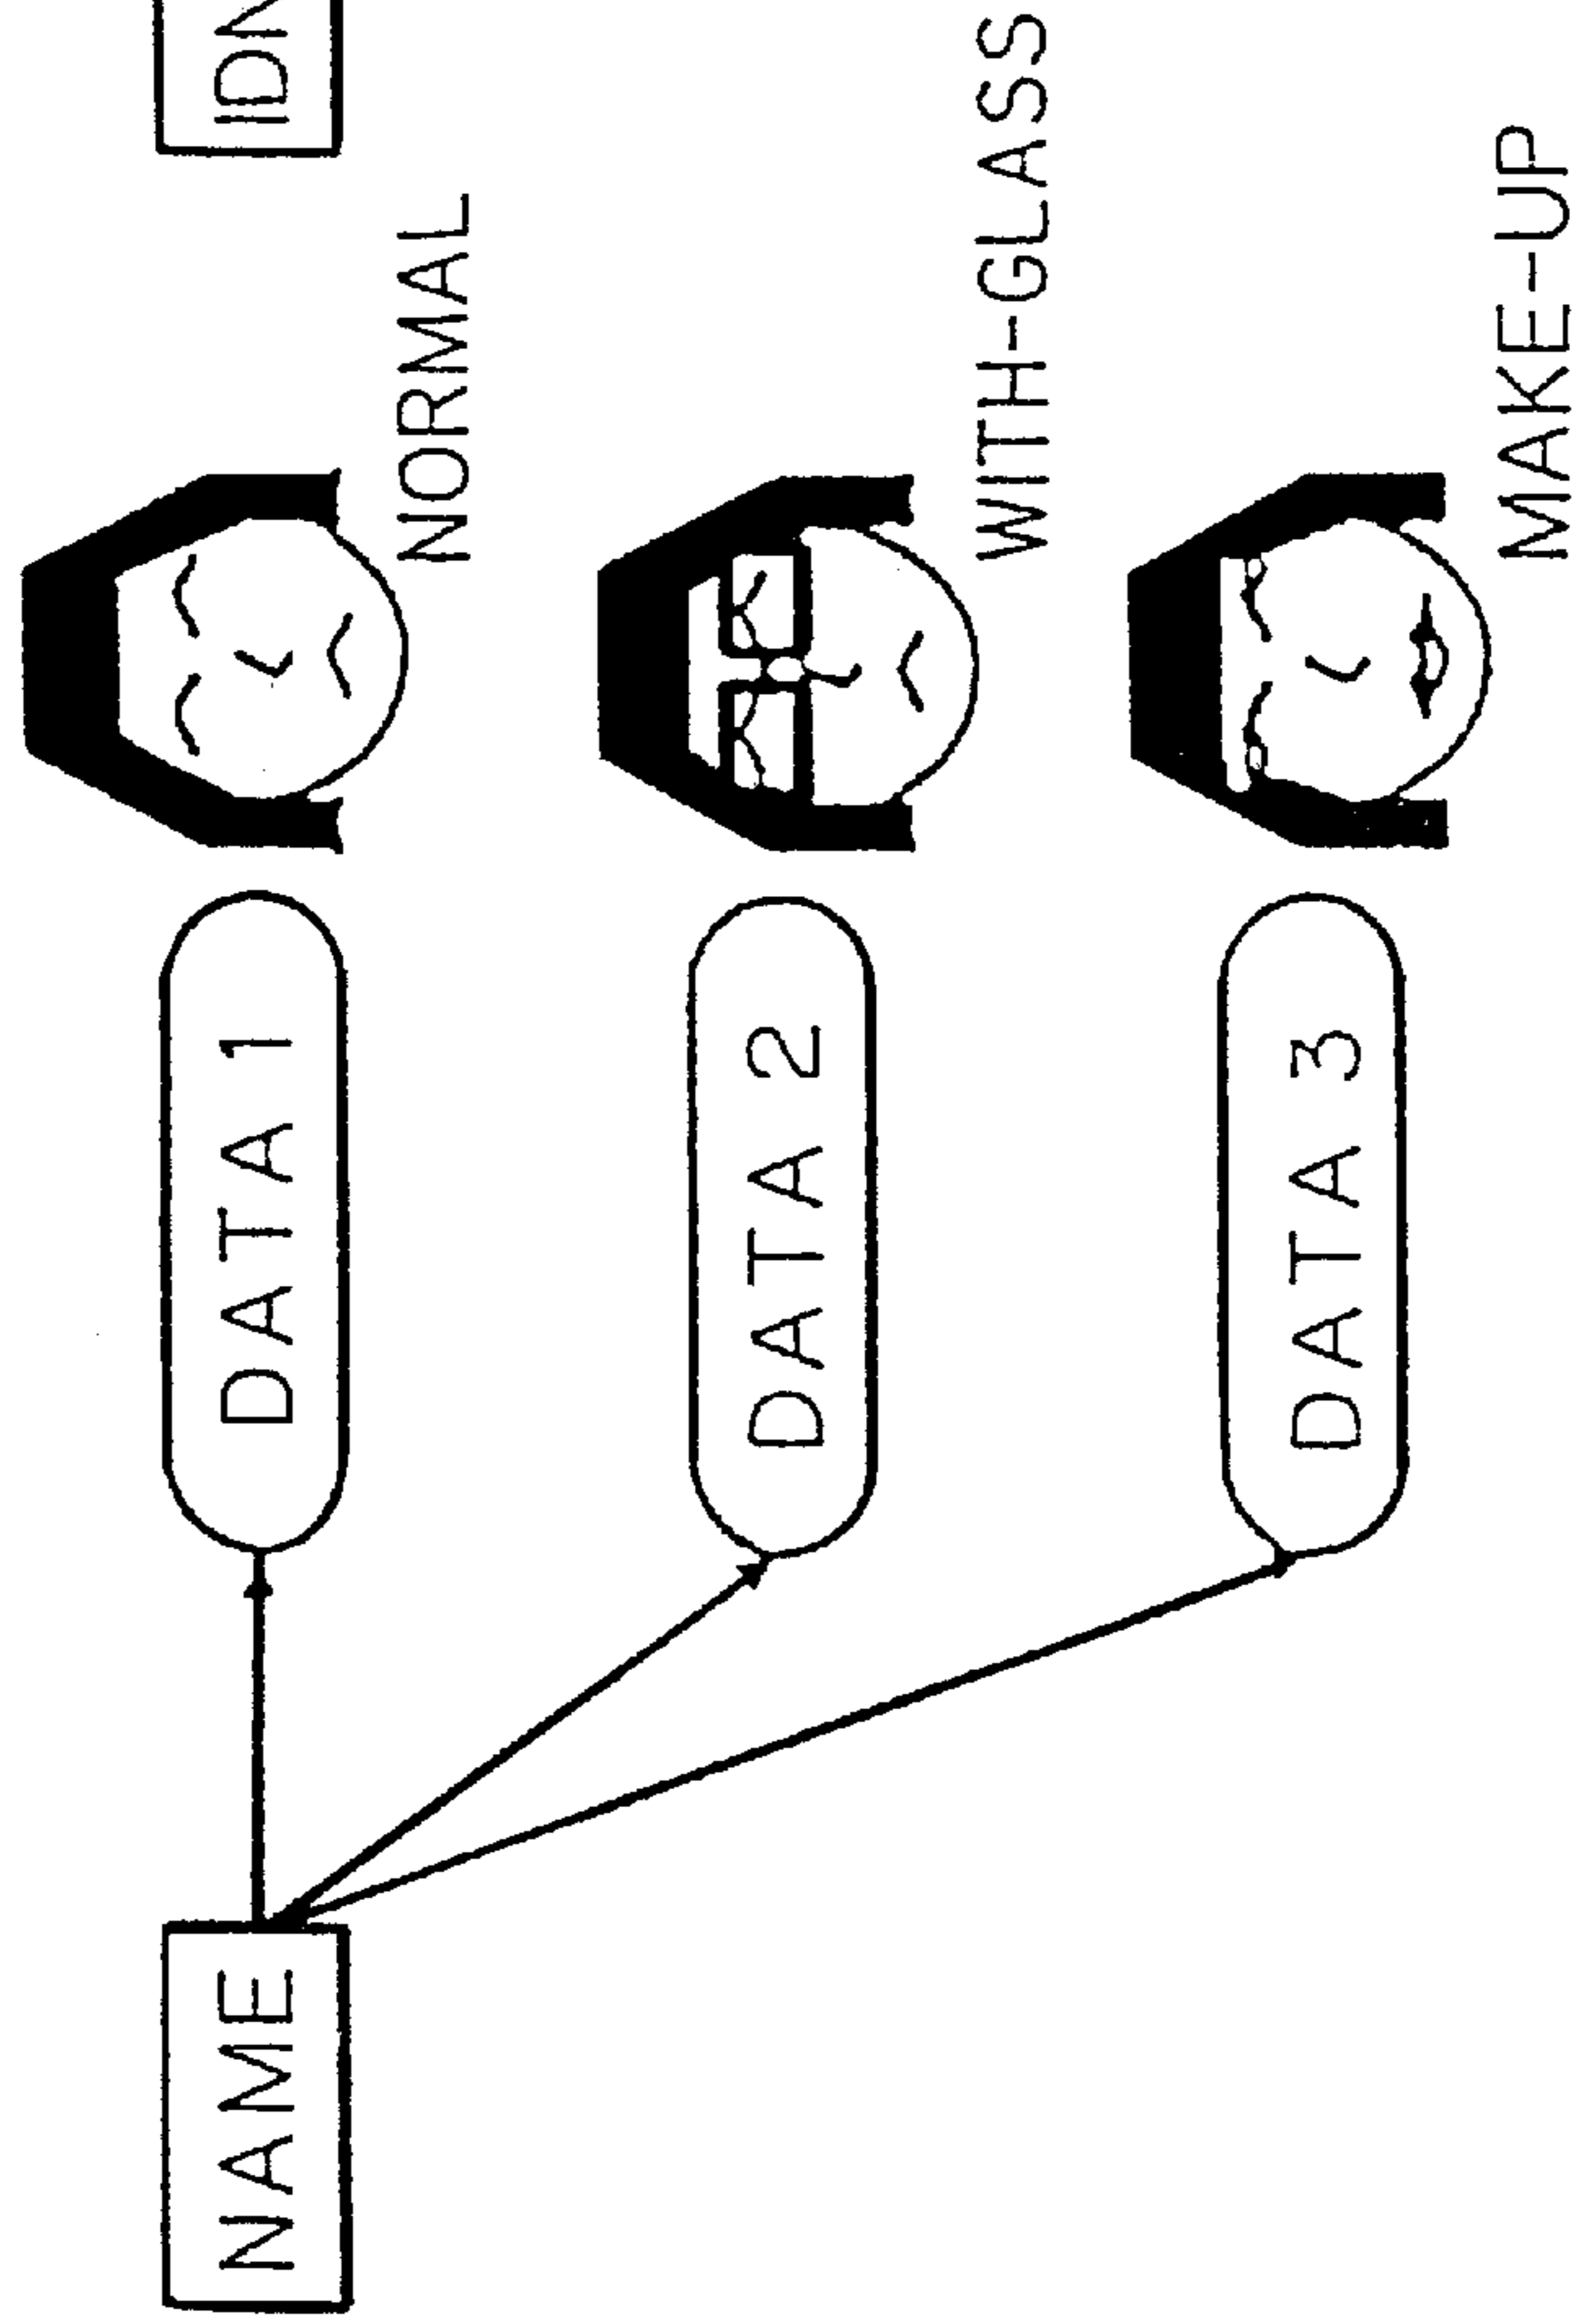 NAME
DATA 1
NORMAL
DATA 2
WITH-GLASS
DATA 3
MAKE-UP